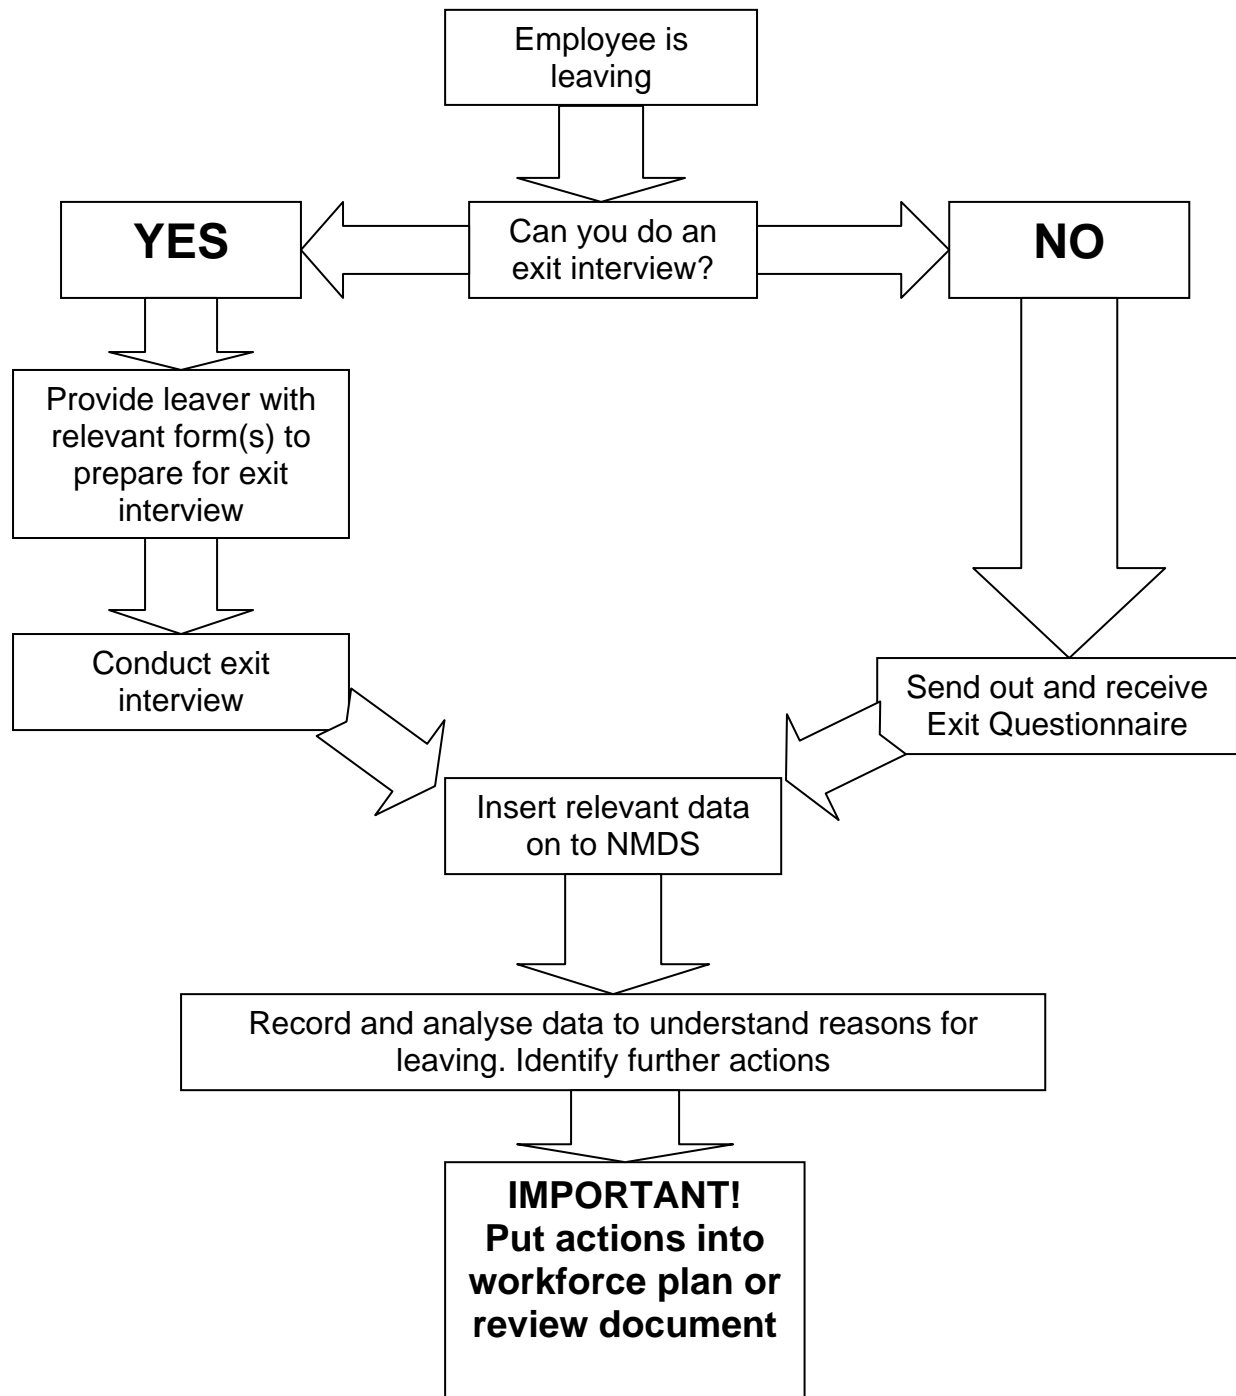 Employee is
leaving
YES
Can you do an
exit interview?
NO
Provide leaver with
relevant form(s) to
prepare for exit
interview
Conduct exit
interview
Send out and receive
Exit Questionnaire
Insert relevant data
on to NMDS
Record and analyse data to understand reasons for
leaving. Identify further actions
IMPORTANT!
Put actions into
workforce plan or
review document